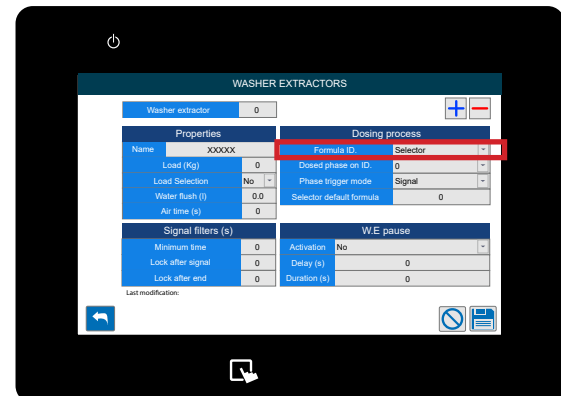 WASHER EXTRACTORS
Washer extractor 0
Properties
Name XXXXX
Load (Kg) 0
Load Selection No
Water flush (l) 0.0
Air time (s) 0
Dosing process
Formula ID. Selector
Dosed phase on ID. 0
Phase trigger mode Signal
Selector default formula 0
Signal filters (s)
Minimum time 0
Lock after signal 0
Lock after end 0
W.E pause
Activation No
Delay (s) 0
Duration (s) 0
Last modification: